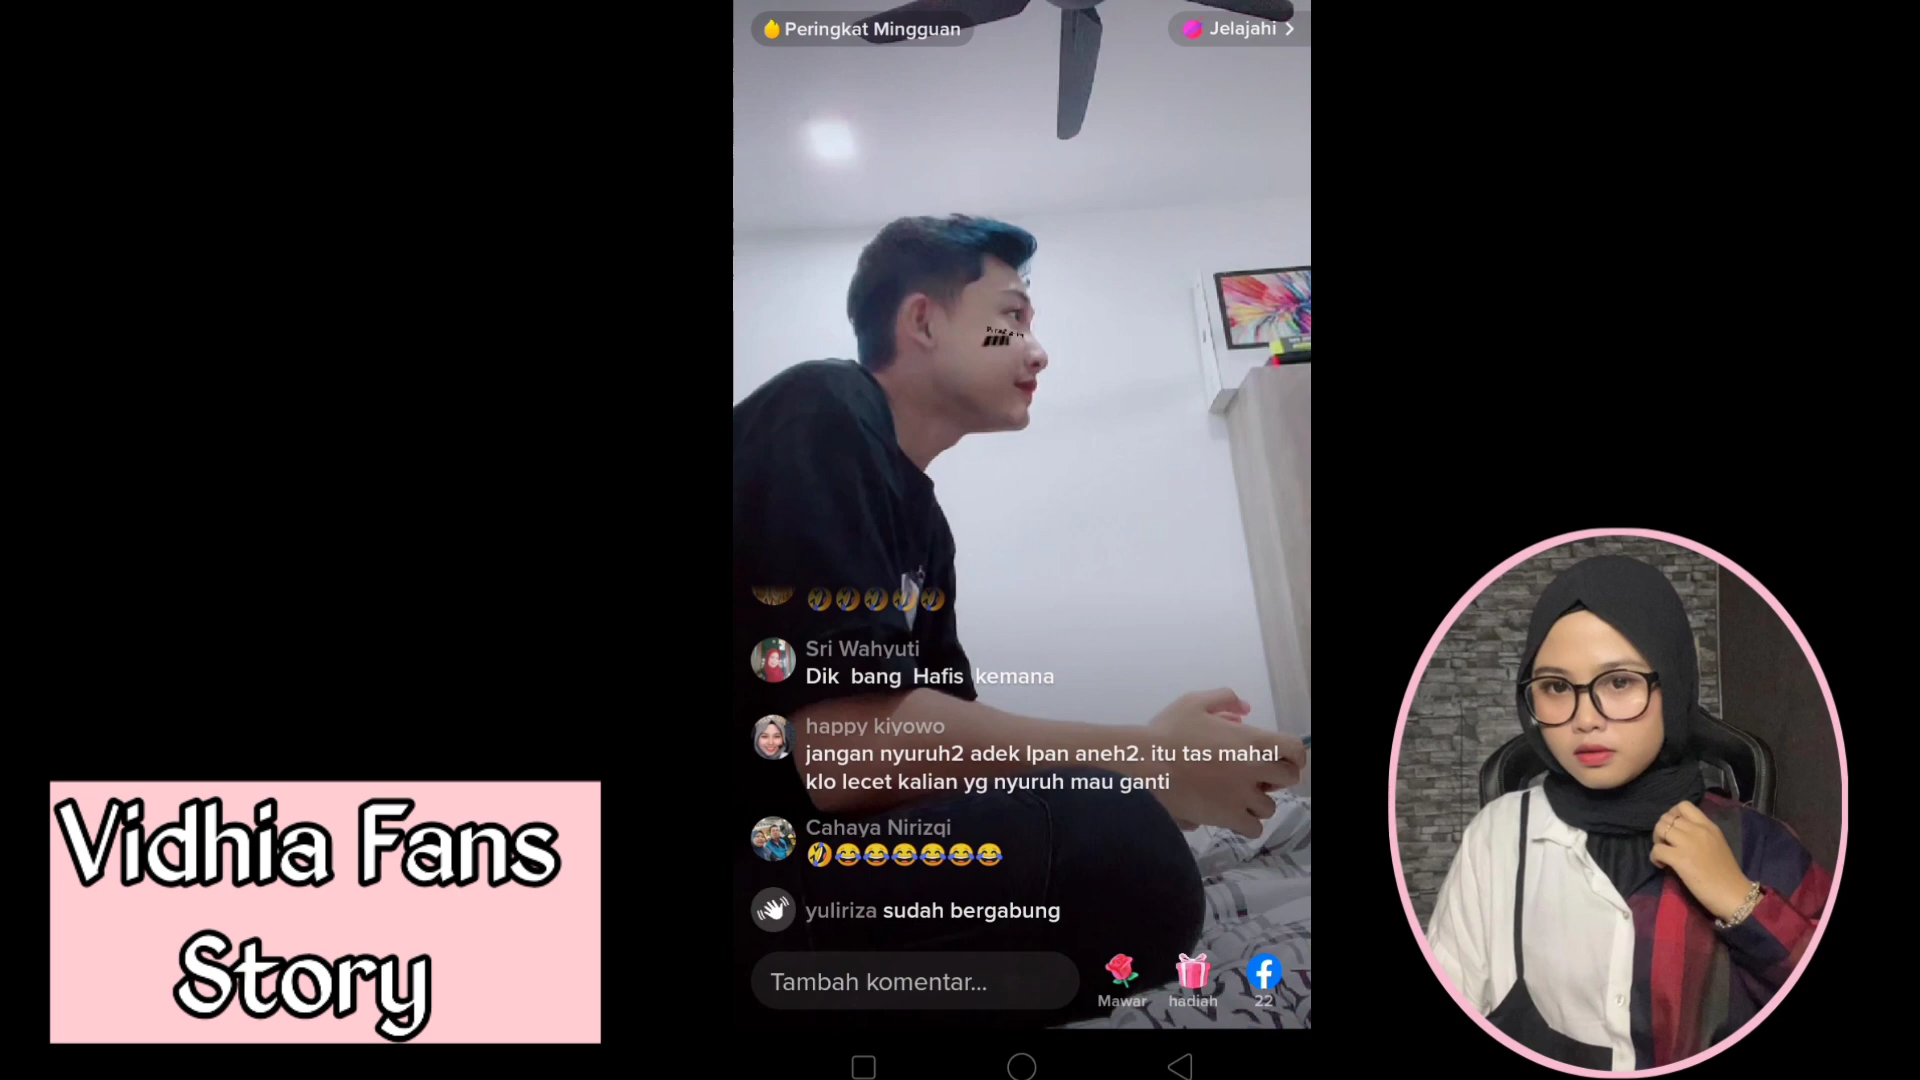 Peringkat Mingguan
Jelajahi
Sri Wahyuti
Dik bang Hafis kemana
happy kiyowo
jangan nyuruh2 adek Ipan aneh2. itu tas mahal
klo lecet kalian yg nyuruh mau ganti
Cahaya Nirizqi
🤣😂😂😂😂😂😂
yuliriza sudah bergabung
Tambah komentar...
Mawar
hadiah
22
Vidhia Fans
Story